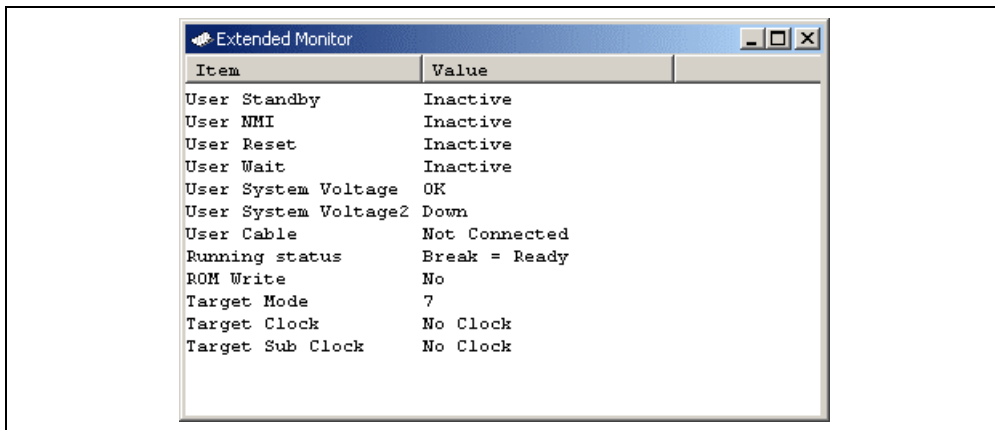 Extended Monitor
Item Value
User Standby Inactive
User NMI Inactive
User Reset Inactive
User Wait Inactive
User System Voltage OK
User System Voltage2 Down
User Cable Not Connected
Running status Break = Ready
ROM Write No
Target Mode 7
Target Clock No Clock
Target Sub Clock No Clock